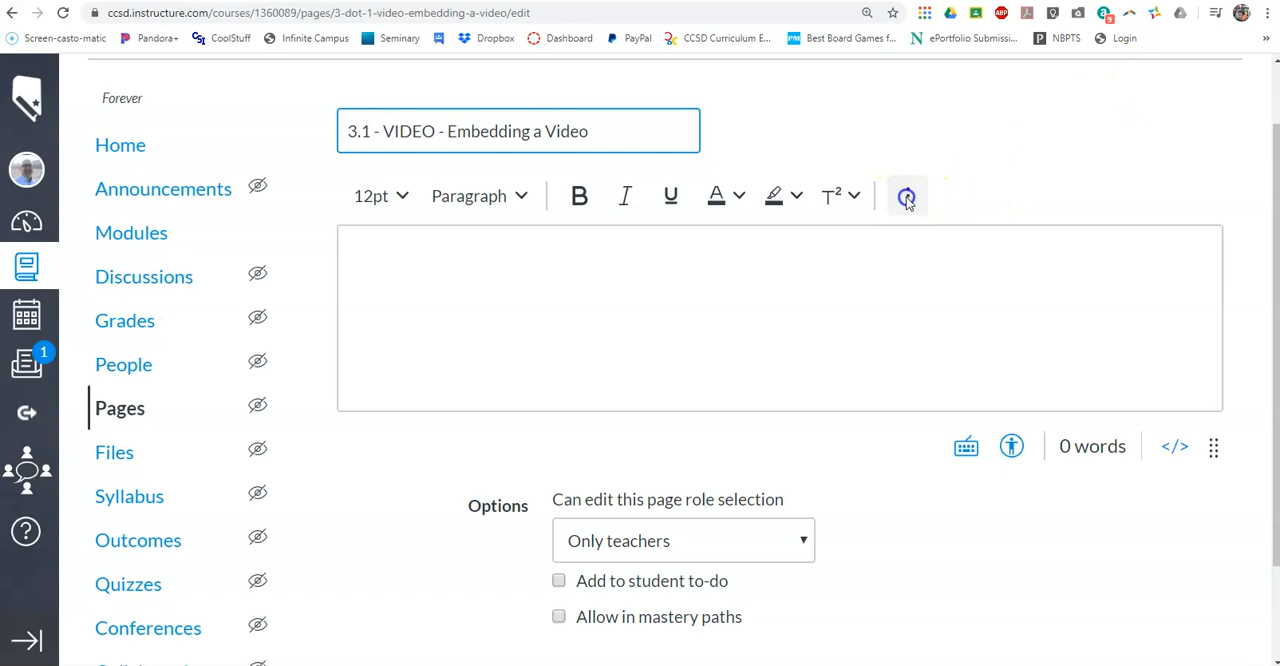 ccsd.instructure.com/courses/1360089/pages/3-dot-1-video-embedding-a-video/edit
9
ABP
Screen-casto-matic Pandora+ CoolStuff Infinite Campus Seminary Dropbox Dashboard PayPal CCSD Curriculum E... Best Board Games f... ePortfolio Submissi... NBPTS Login »
Forever
3.1 - VIDEO - Embedding a Video
Home
12pt Paragraph B I U A T²
Announcements
Modules
Discussions
Grades
1
People
Pages
Files
0 words </>
Syllabus
Options
Can edit this page role selection
Outcomes
Only teachers
Quizzes
Add to student to-do
Allow in mastery paths
Conferences